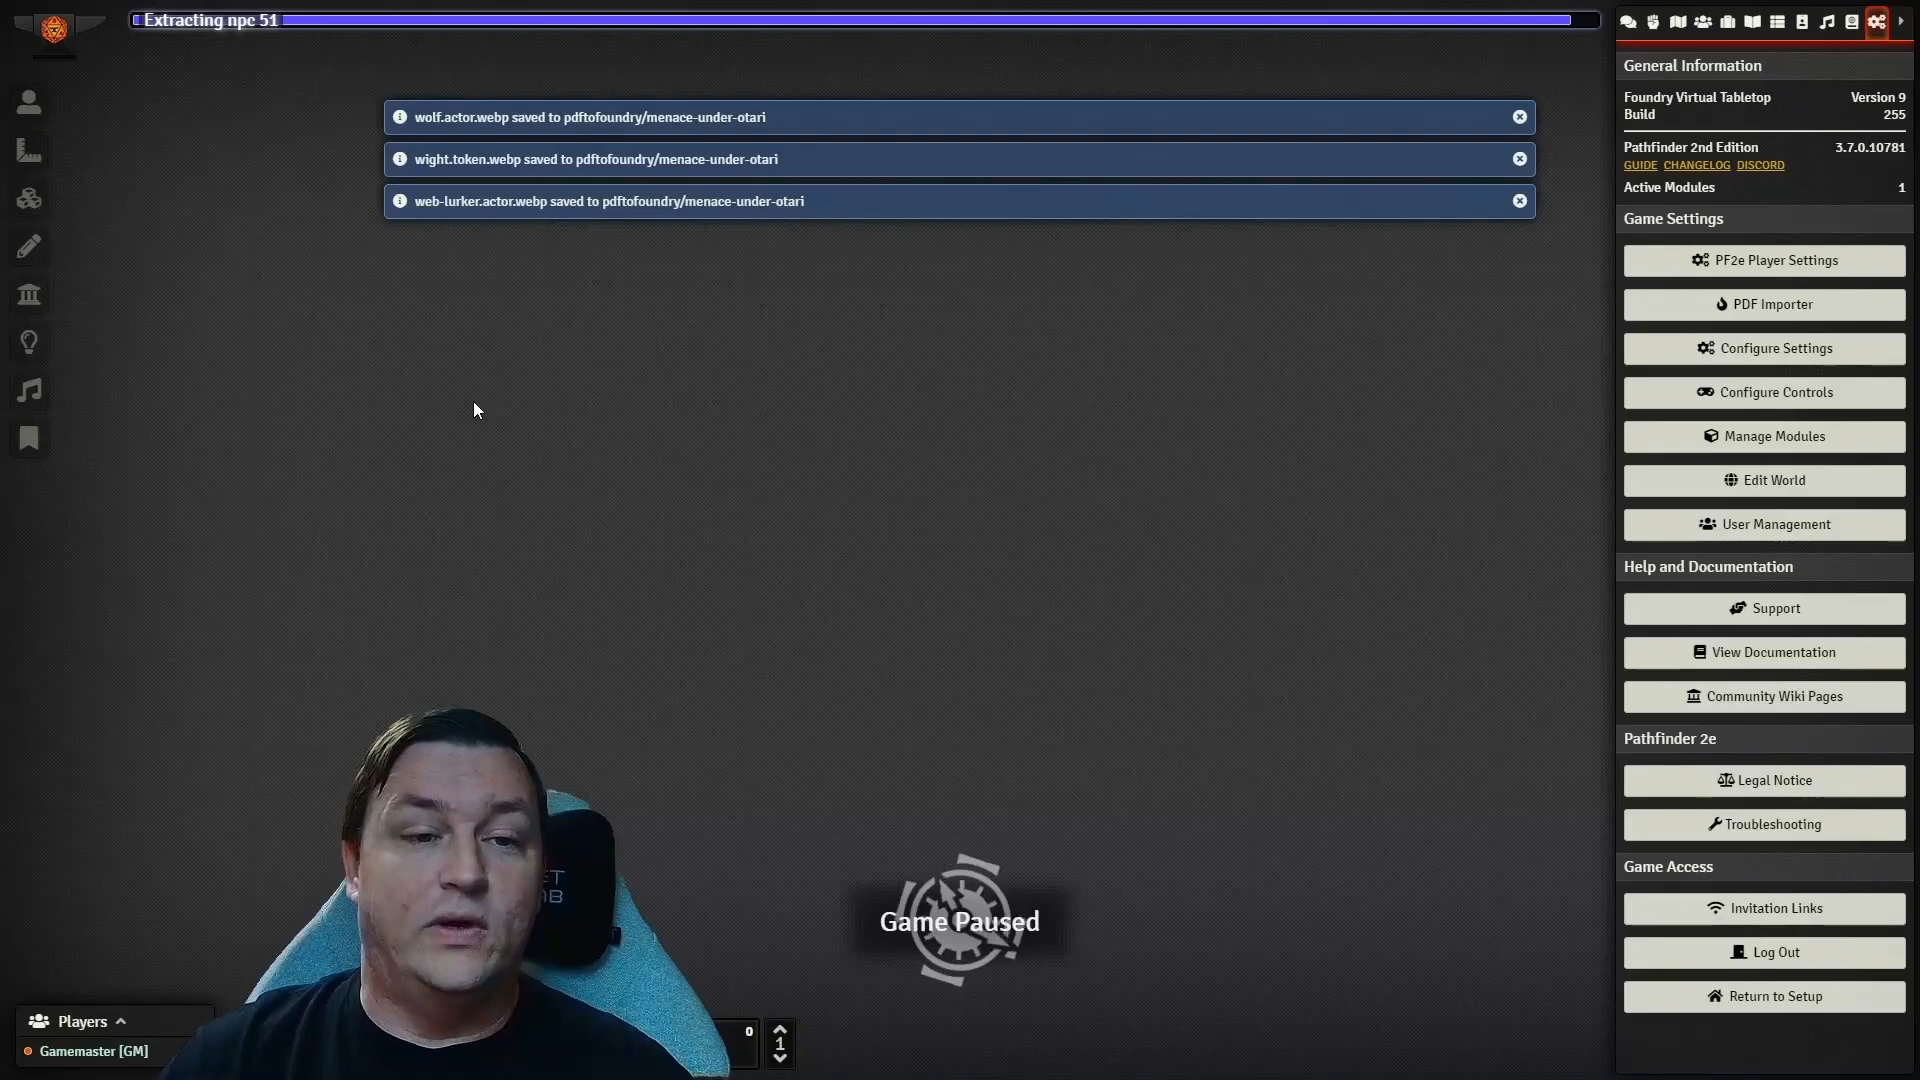 Extracting npc 51
wolf.actor.webp saved to pdftofoundry/menace-under-otari
wight.token.webp saved to pdftofoundry/menace-under-otari
web-lurker.actor.webp saved to pdftofoundry/menace-under-otari
General Information
Foundry Virtual Tabletop Version 9
Build 255
Pathfinder 2nd Edition 3.7.0.10781
GUIDE CHANGELOG DISCORD
Active Modules 1
Game Settings
PF2e Player Settings
PDF Importer
Configure Settings
Configure Controls
Manage Modules
Edit World
User Management
Help and Documentation
Support
View Documentation
Community Wiki Pages
Pathfinder 2e
Legal Notice
Troubleshooting
Game Access
Invitation Links
Log Out
Return to Setup
Game Paused
Players
Gamemaster [GM]
0
1